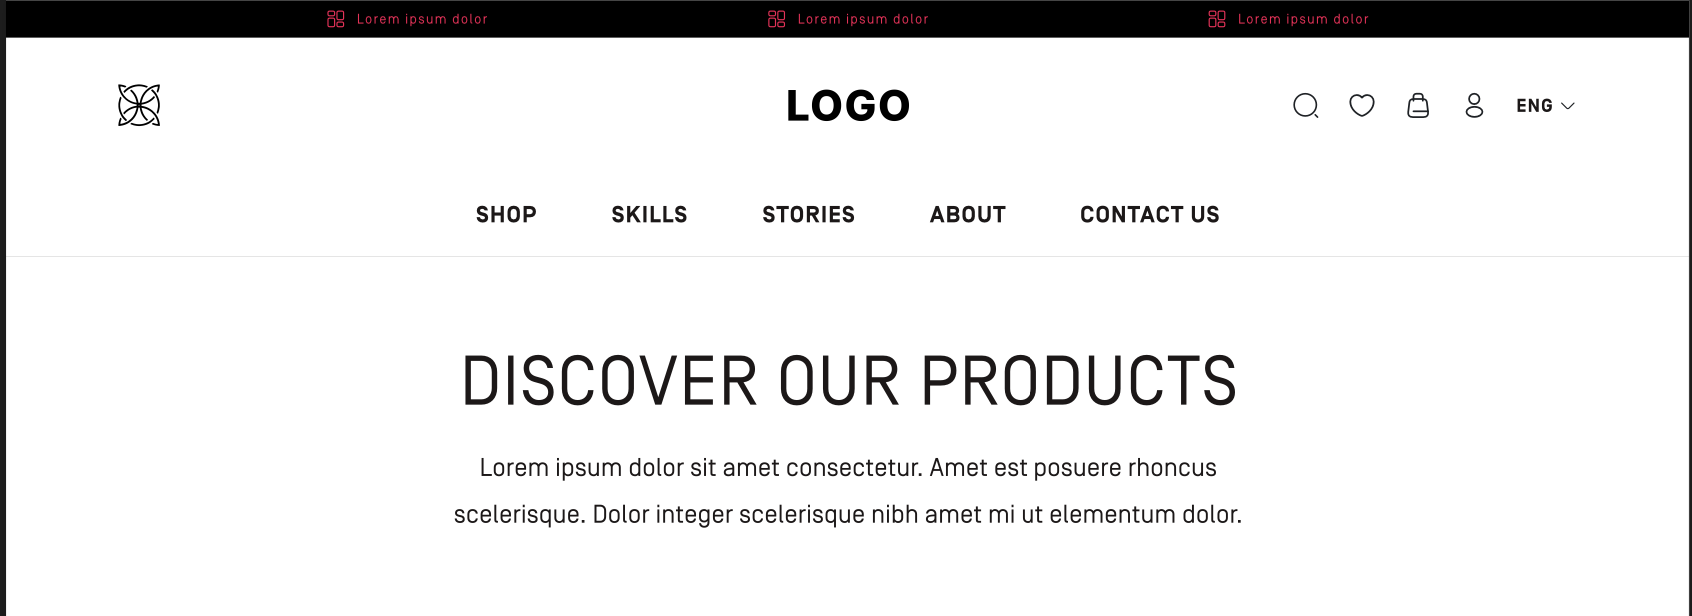 Lorem ipsum dolor Lorem ipsum dolor Lorem ipsum dolor
LOGO
ENG
SHOP SKILLS STORIES ABOUT CONTACT US
DISCOVER OUR PRODUCTS
Lorem ipsum dolor sit amet consectetur. Amet est posuere rhoncus
scelerisque. Dolor integer scelerisque nibh amet mi ut elementum dolor.